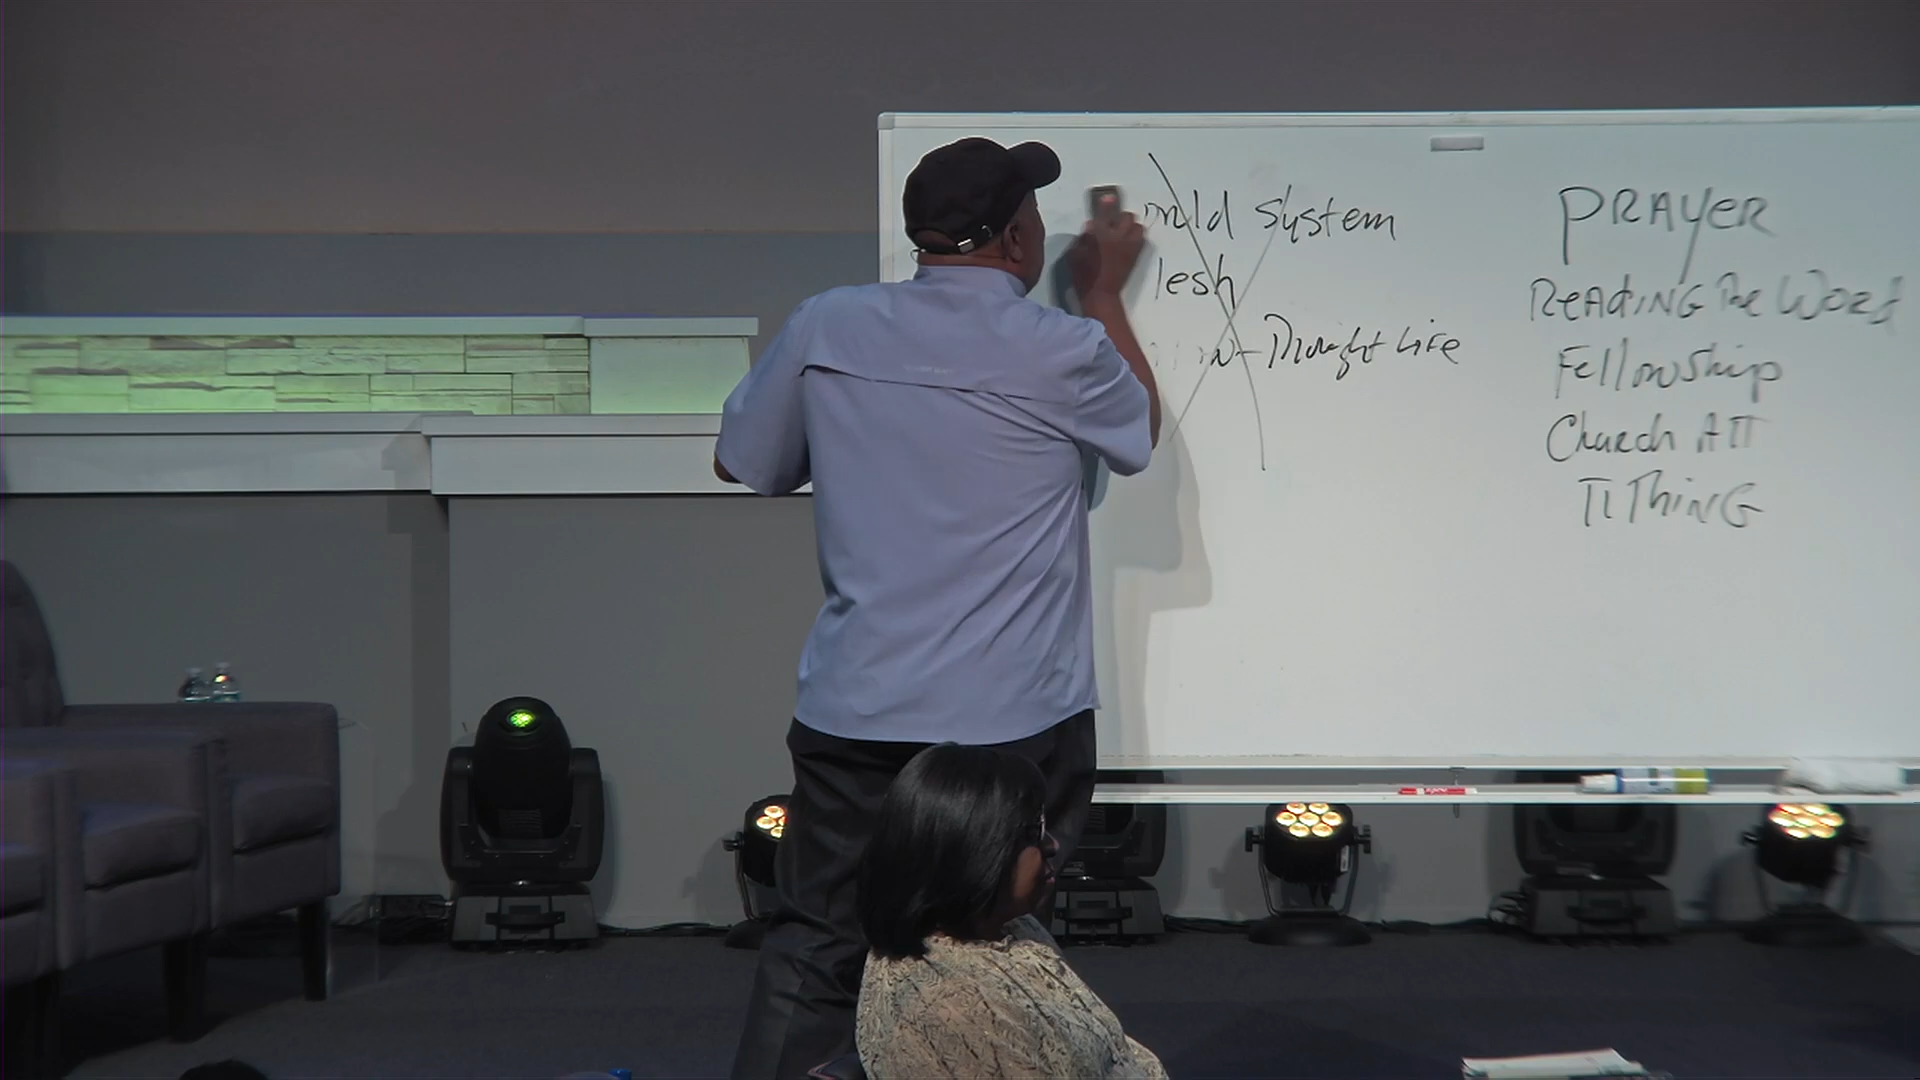 orld system
lesh
Thought Life
PRAYER
Reading The Word
Fellowship
Church ATT
TIThiNG